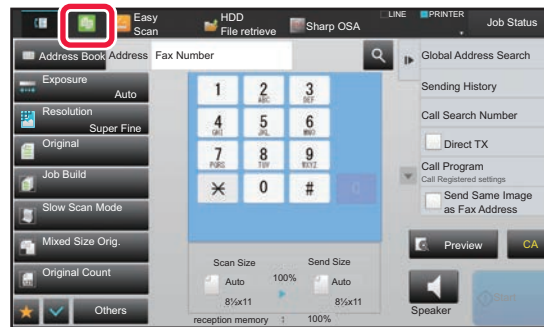 Easy
Scan
HDD
File retrieve
Sharp OSA
LINE
PRINTER
Job Status
Address Book
Address
Fax Number
Exposure
Auto
Resolution
Super Fine
Original
Job Build
Slow Scan Mode
Mixed Size Orig.
Original Count
Others
1
2
ABC
3
DEF
4
GHI
5
JKL
6
MNO
7
PQRS
8
TUV
9
WXYZ
0
#
Scan Size
Send Size
Auto
100%
Auto
8½x11
8½x11
reception memory : 100%
Global Address Search
Sending History
Call Search Number
Direct TX
Call Program
Call Registered settings
Send Same Image
as Fax Address
Preview
CA
Speaker
Start